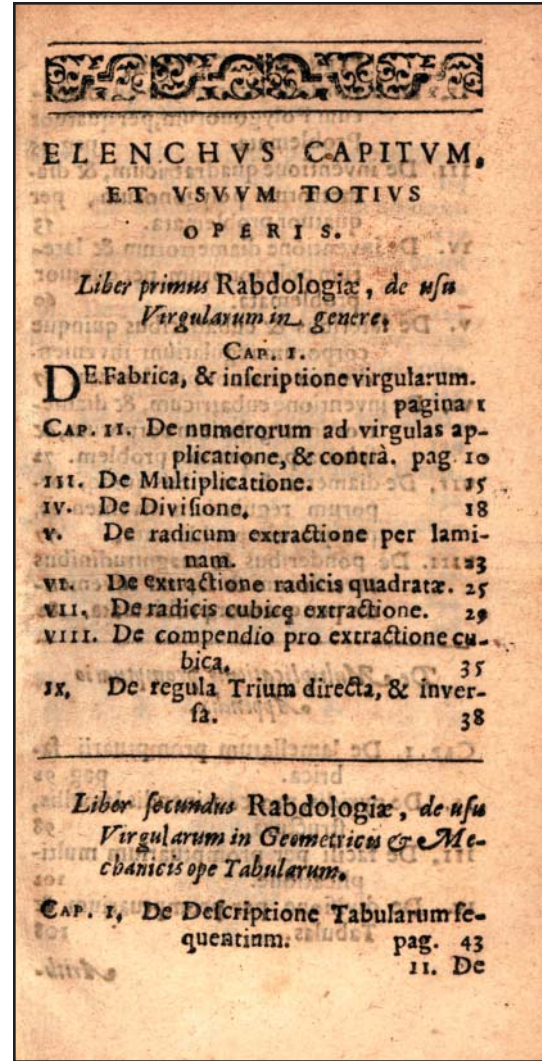 ELENCHVS CAPITVM,
ET VSVVM TOTIVS
OPERIS.
Liber primus Rabdologiæ, de usu
Virgularum in genere.
CAP. I.
DE Fabrica, & inſcriptione virgularum.
pagina 1
CAP. II. De numerorum ad virgulas ap-
plicatione, & contrà. pag. 10
III. De Multiplicatione. 15
IV. De Diviſione. 18
V. De radicum extractione per lami-
nam. 23
VI. De extractione radicis quadratæ. 25
VII. De radicis cubicę extractione. 29
VIII. De compendio pro extractione cu-
bica. 35
IX. De regula Trium directa, & inver-
ſa. 38
Liber ſecundus Rabdologiæ, de uſu
Virgularum in Geometricis & Me-
chanicis ope Tabularum.
CAP. I. De Deſcriptione Tabularum ſe-
quentium. pag. 43
II. De